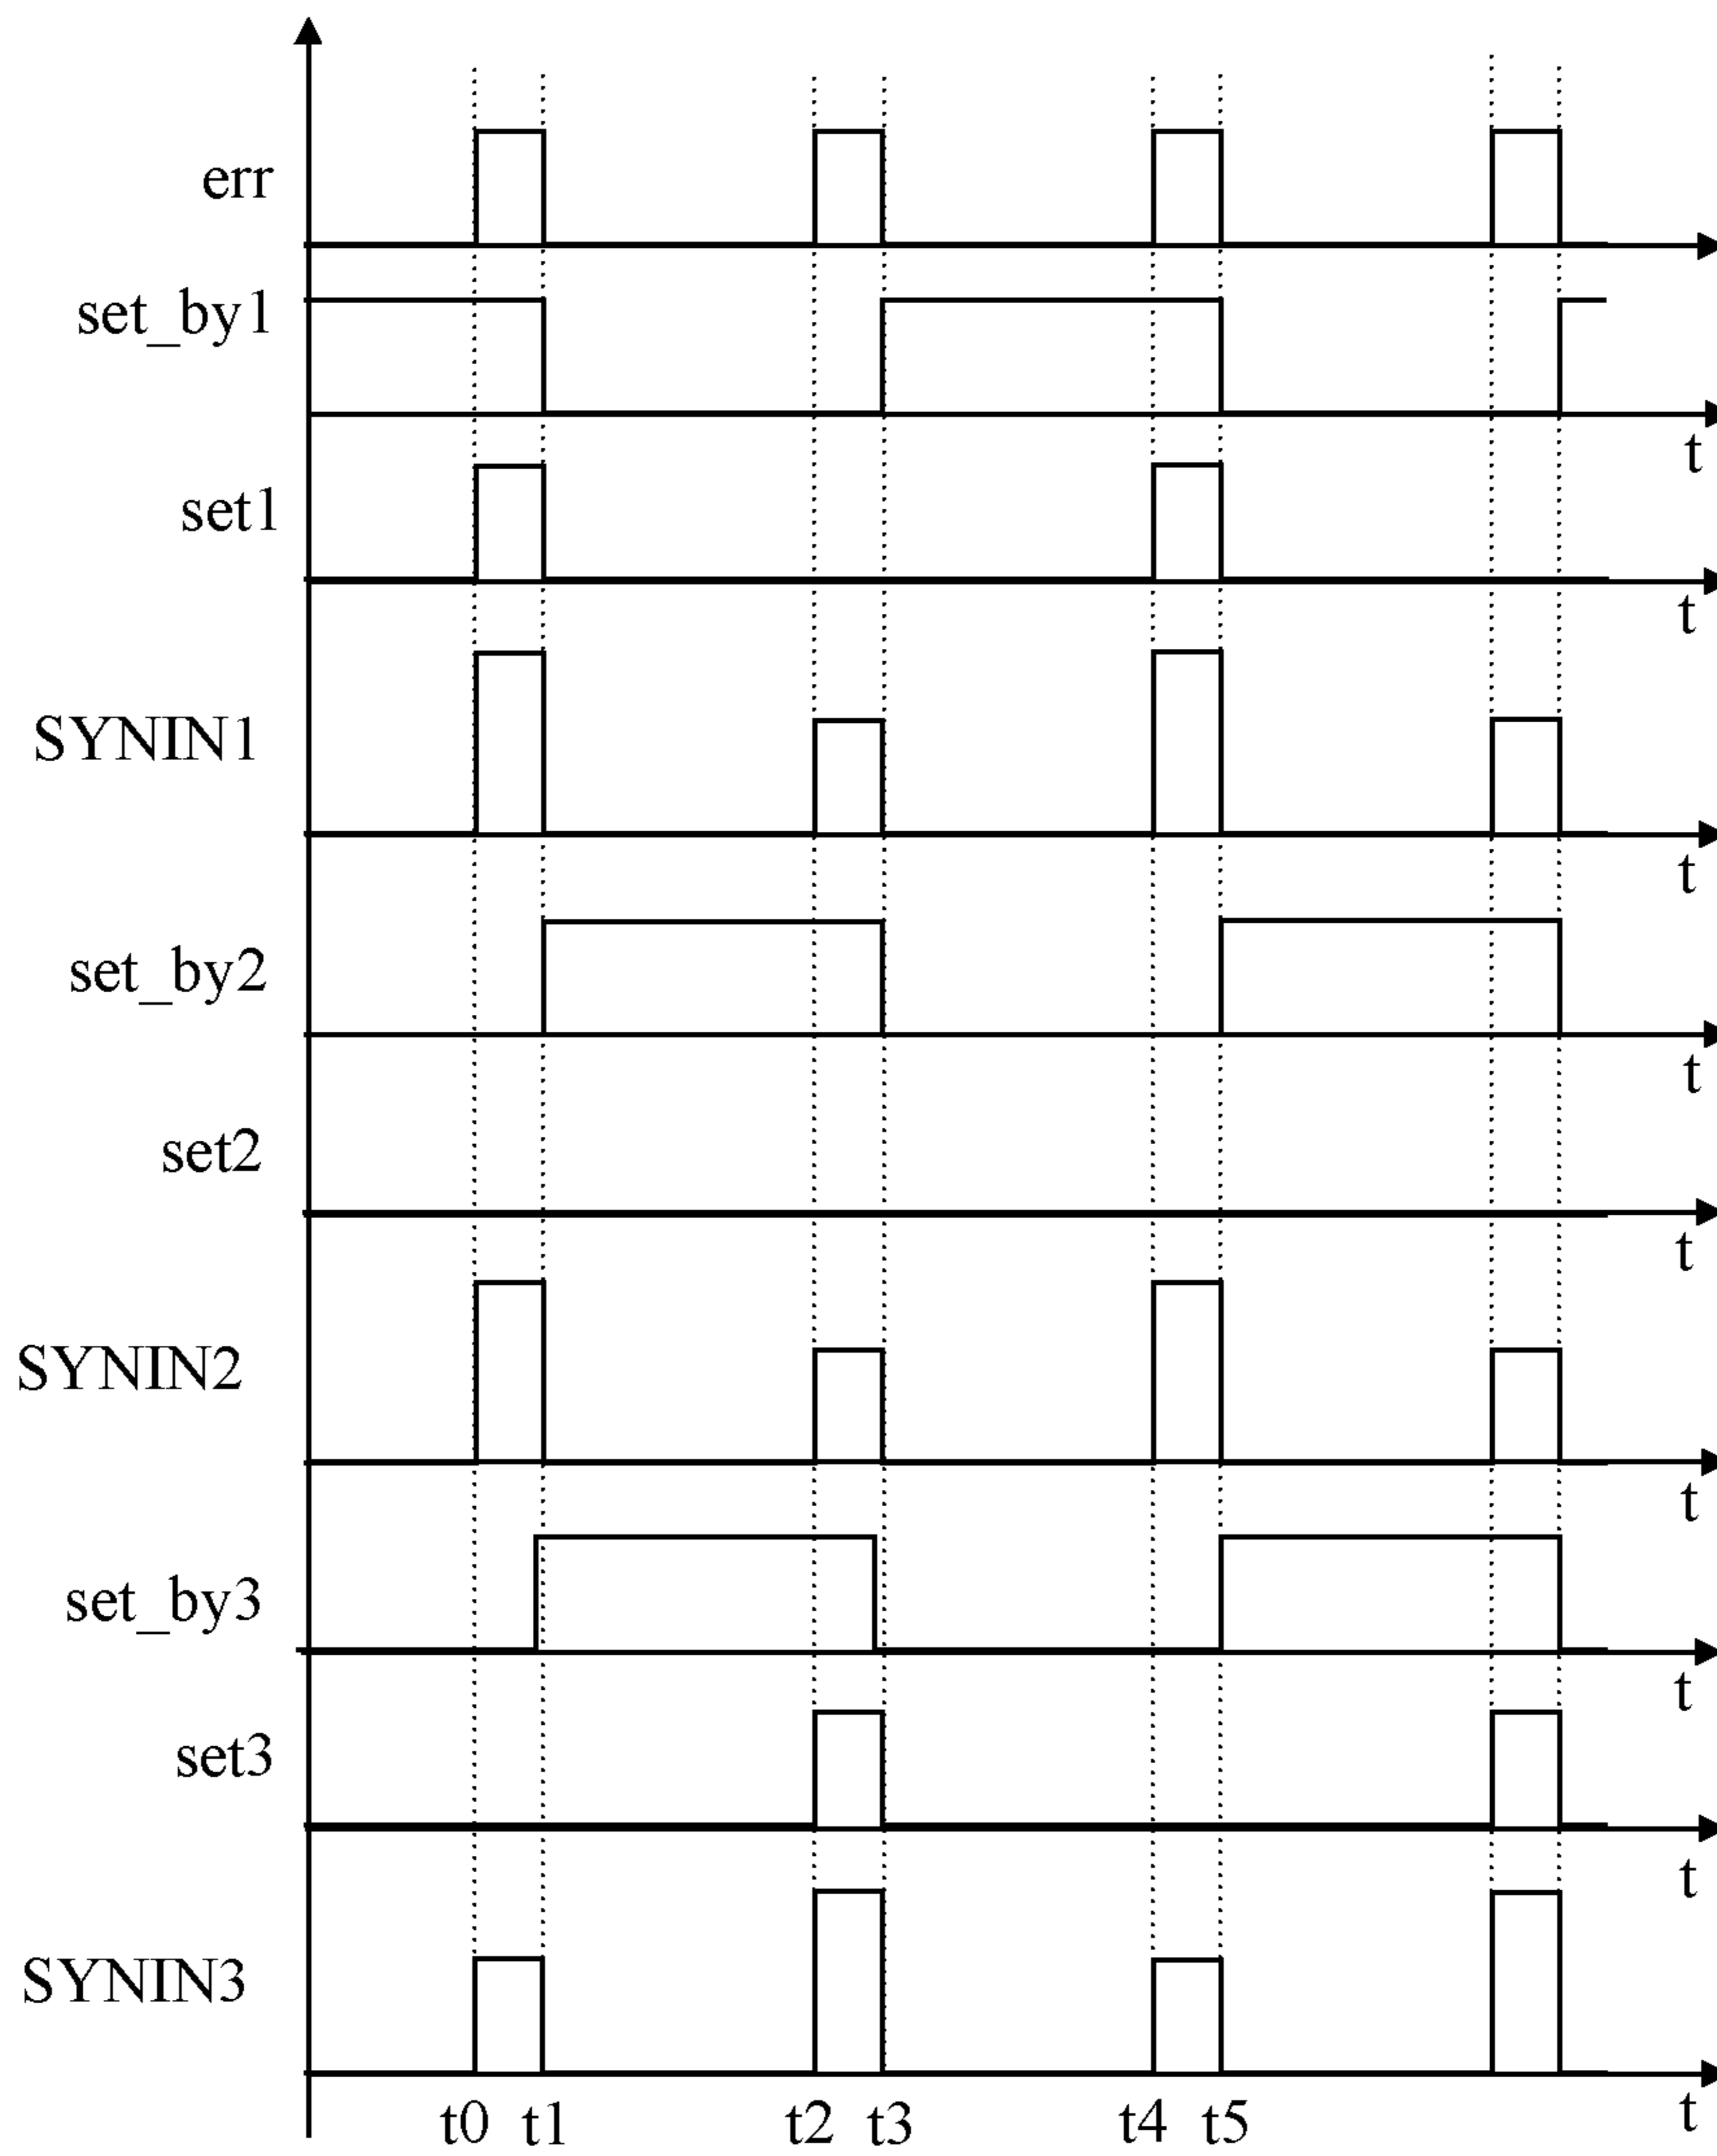 err
set_by1
t
set1
t
SYNIN1
t
set_by2
t
set2
t
SYNIN2
t
set_by3
t
set3
t
SYNIN3
t0 t1 t2 t3 t4 t5 t